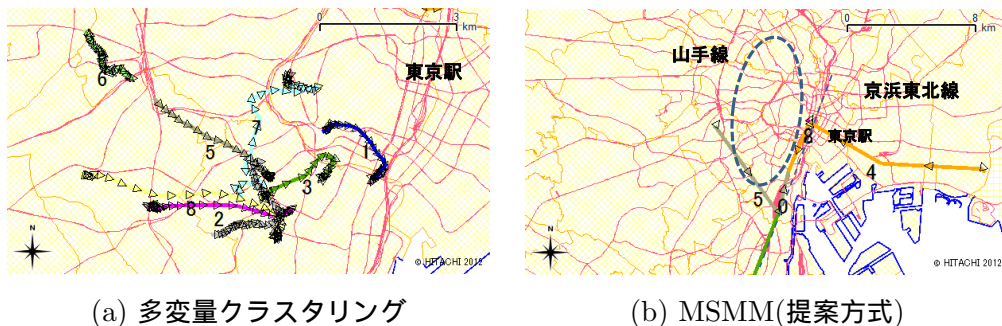 0 3
km
東京駅
6
7
5
1
3
8
2
N
© HITACHI 2012
(a) 多変量クラスタリング
0 8
km
山手線
京浜東北線
8
東京駅
4
5
0
N
© HITACHI 2012
(b) MSMM(提案方式)